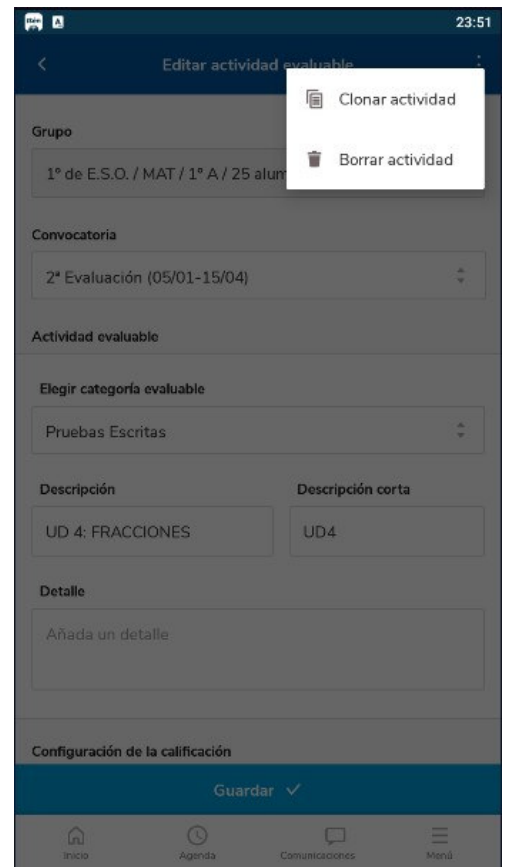 23:51
Editar actividad evaluable
Clonar actividad
Borrar actividad
Grupo
1º de E.S.O. / MAT / 1º A / 25 alum
Convocatoria
2ª Evaluación (05/01-15/04)
Actividad evaluable
Elegir categoría evaluable
Pruebas Escritas
Descripción
Descripción corta
UD 4: FRACCIONES
UD4
Detalle
Añada un detalle
Configuración de la calificación
Guardar
Inicio
Agenda
Comunicaciones
Menú